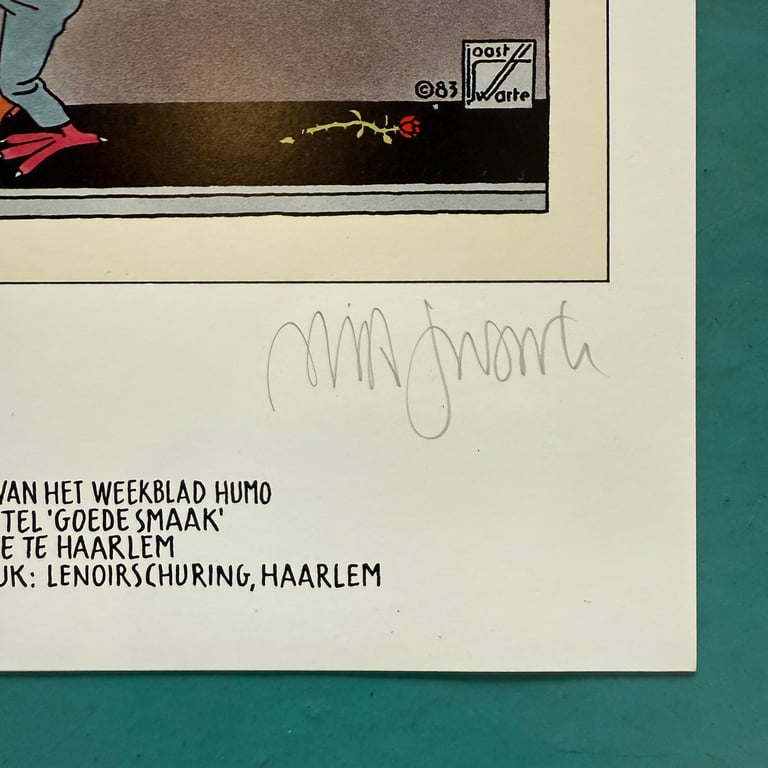 ©83 joost swarte
VAN HET WEEKBLAD HUMO
TEL 'GOEDE SMAAK'
E TE HAARLEM
UK: LENOIRSCHURING, HAARLEM